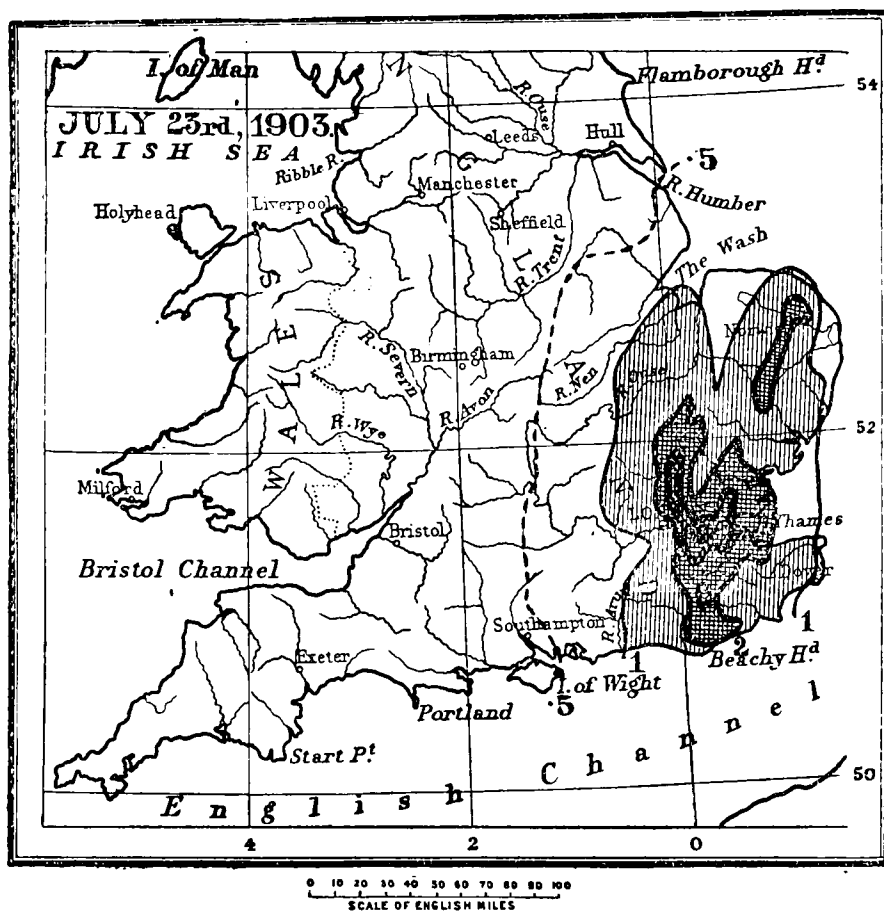 I. of Man
Flamborough Hd.
54
JULY 23rd, 1903.
IRISH SEA
R. Ouse
Leeds
Hull
Ribble R.
.5
Manchester
R. Humber
Liverpool
Holyhead
Sheffield
R. Trent
The Wash
WALES
R. Severn
Birmingham
R. Nen
R. Ouse
R. Avon
R. Wye
52
Milford
Thames
Bristol
Bristol Channel
Dover
Southampton
R. Arun
1
2
1
Exeter
Beachy Hd.
I. of Wight
Portland
.5
Start Pt.
English Channel
50
4 2 0
0 10 20 30 40 50 60 70 80 90 100
SCALE OF ENGLISH MILES